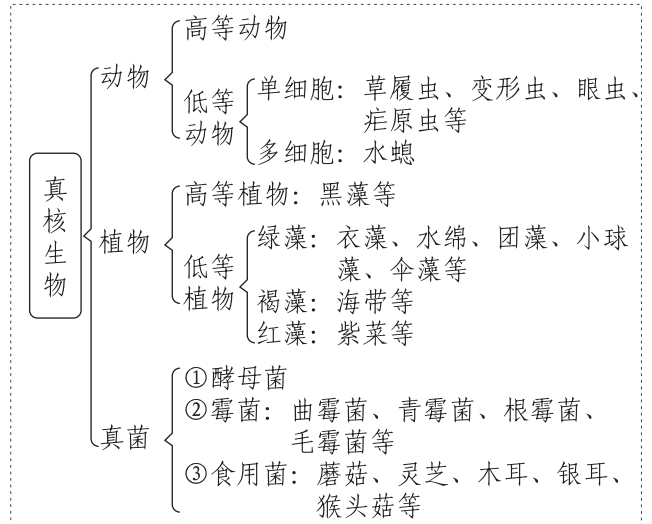 真核生物
动物
高等动物
低等动物
单细胞：草履虫、变形虫、眼虫、
疟原虫等
多细胞：水螅
植物
高等植物：黑藻等
低等植物
绿藻：衣藻、水绵、团藻、小球
藻、伞藻等
褐藻：海带等
红藻：紫菜等
真菌
①酵母菌
②霉菌：曲霉菌、青霉菌、根霉菌、
毛霉菌等
③食用菌：蘑菇、灵芝、木耳、银耳、
猴头菇等